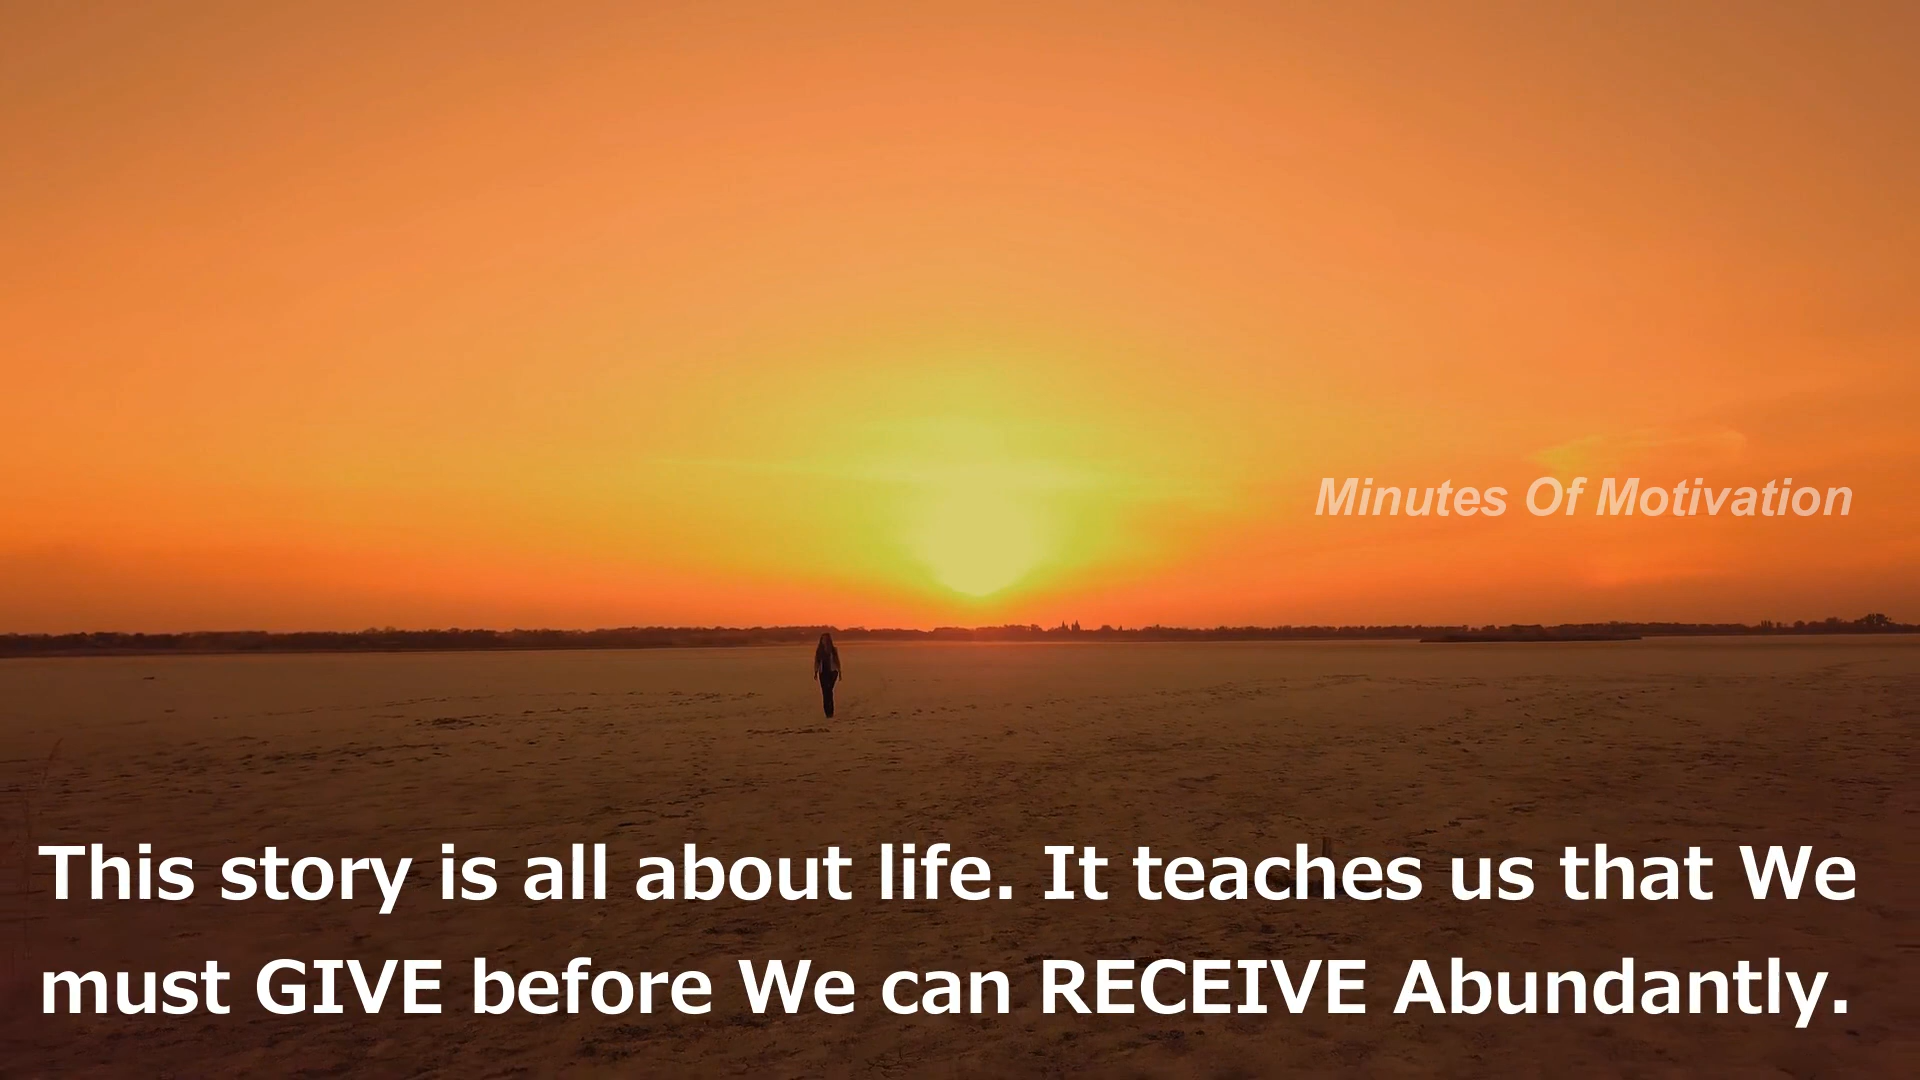 Minutes Of Motivation
This story is all about life. It teaches us that We
must GIVE before We can RECEIVE Abundantly.